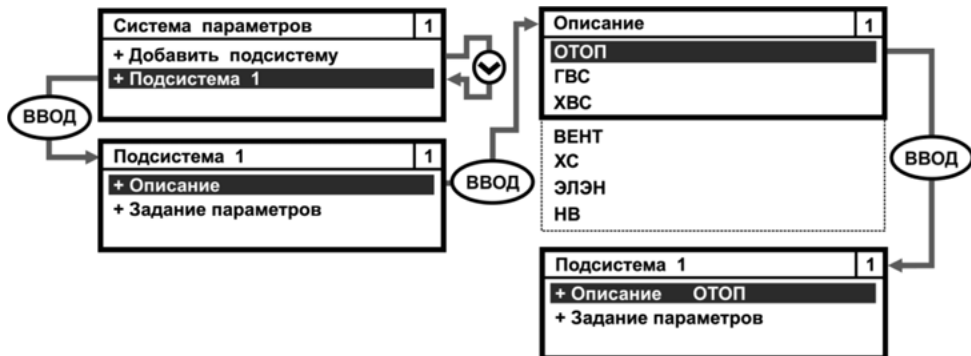 Система параметров 1
+ Добавить подсистему
+ Подсистема 1
ВВОД
Подсистема 1 1
+ Описание
+ Задание параметров
ВВОД
Описание 1
ОТОП
ГВС
ХВС
ВЕНТ
ХС
ЭЛЭН
НВ
ВВОД
Подсистема 1 1
+ Описание ОТОП
+ Задание параметров